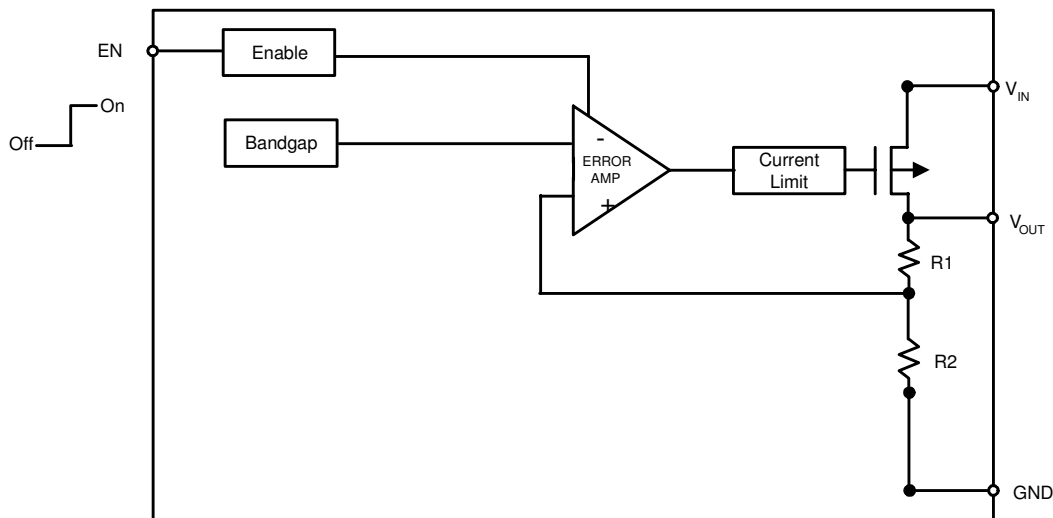 EN
Enable
On
Off
Bandgap
-
ERROR
AMP
+
Current
Limit
VIN
VOUT
R1
R2
GND